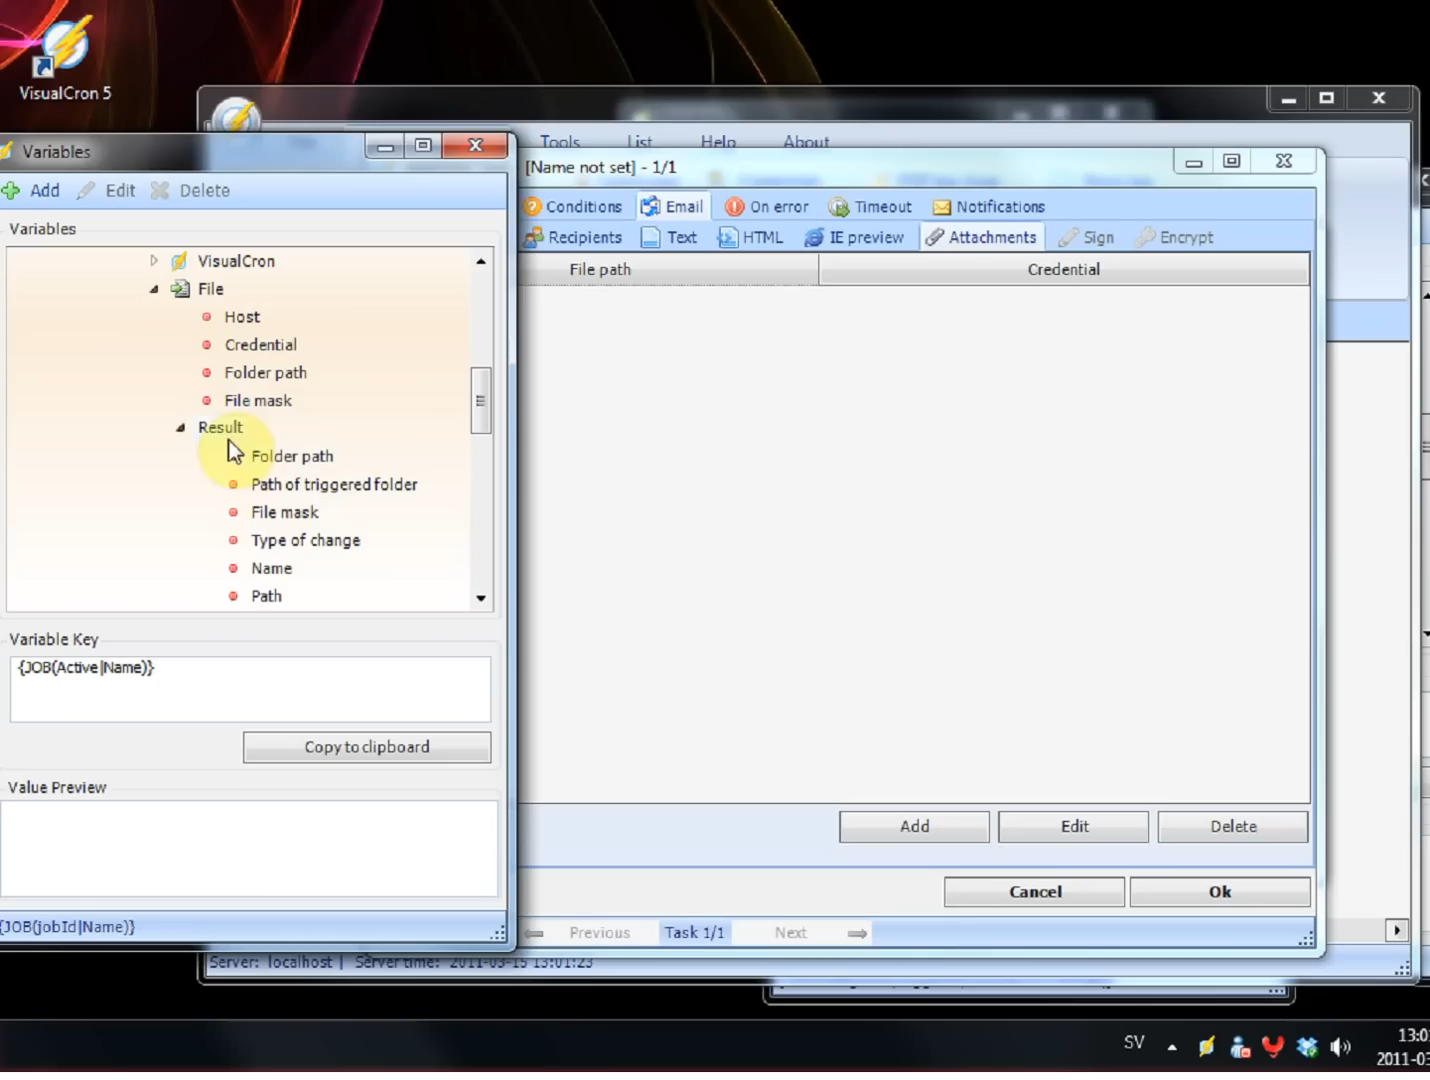 VisualCron 5
Tools List Help About
Variables
[Name not set] - 1/1
Add Edit Delete
Conditions Email On error Timeout Notifications
Recipients Text HTML IE preview Attachments Sign Encrypt
Variables
File path Credential
VisualCron
File
Host
Credential
Folder path
File mask
Result
Folder path
Path of triggered folder
File mask
Type of change
Name
Path
Variable Key
{JOB(Active|Name)}
Copy to clipboard
Value Preview
Add Edit Delete
Cancel Ok
{JOB(jobId|Name)}
Previous Task 1/1 Next
Server: localhost | Server time: 2011-03-15 13:01:23
SV
13:0
2011-03